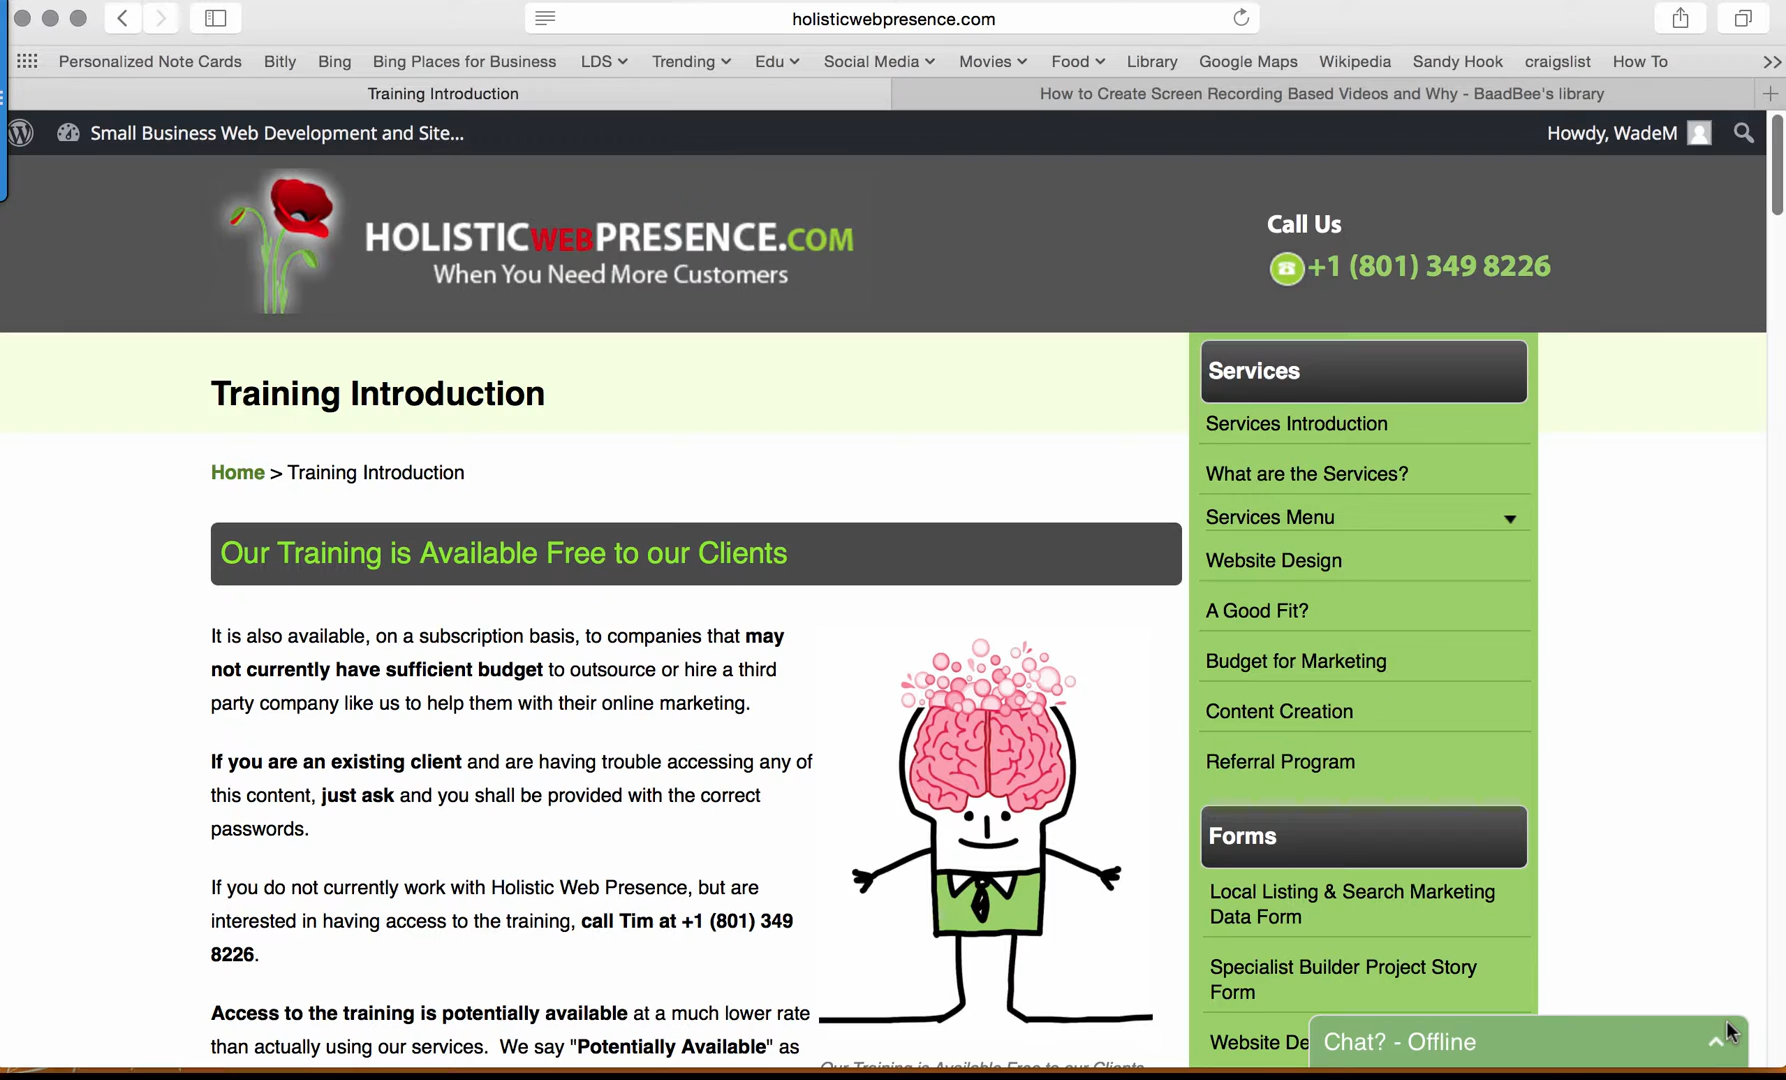 holisticwebpresence.com
Personalized Note Cards Bitly Bing Bing Places for Business LDS Trending Edu Social Media Movies Food Library Google Maps Wikipedia Sandy Hook craigslist How To
Training Introduction How to Create Screen Recording Based Videos and Why - BaadBee's library
Small Business Web Development and Site... Howdy, WadeM
HOLISTICWEBPRESENCE.COM
When You Need More Customers
Call Us
+1 (801) 349 8226
Training Introduction
Home > Training Introduction
Our Training is Available Free to our Clients
It is also available, on a subscription basis, to companies that may
not currently have sufficient budget to outsource or hire a third
party company like us to help them with their online marketing.
If you are an existing client and are having trouble accessing any of
this content, just ask and you shall be provided with the correct
passwords.
If you do not currently work with Holistic Web Presence, but are
interested in having access to the training, call Tim at +1 (801) 349
8226.
Access to the training is potentially available at a much lower rate
than actually using our services. We say "Potentially Available" as
Our Training is Available Free to our Clients
Services
Services Introduction
What are the Services?
Services Menu
Website Design
A Good Fit?
Budget for Marketing
Content Creation
Referral Program
Forms
Local Listing & Search Marketing
Data Form
Specialist Builder Project Story
Form
Website De
Chat? - Offline